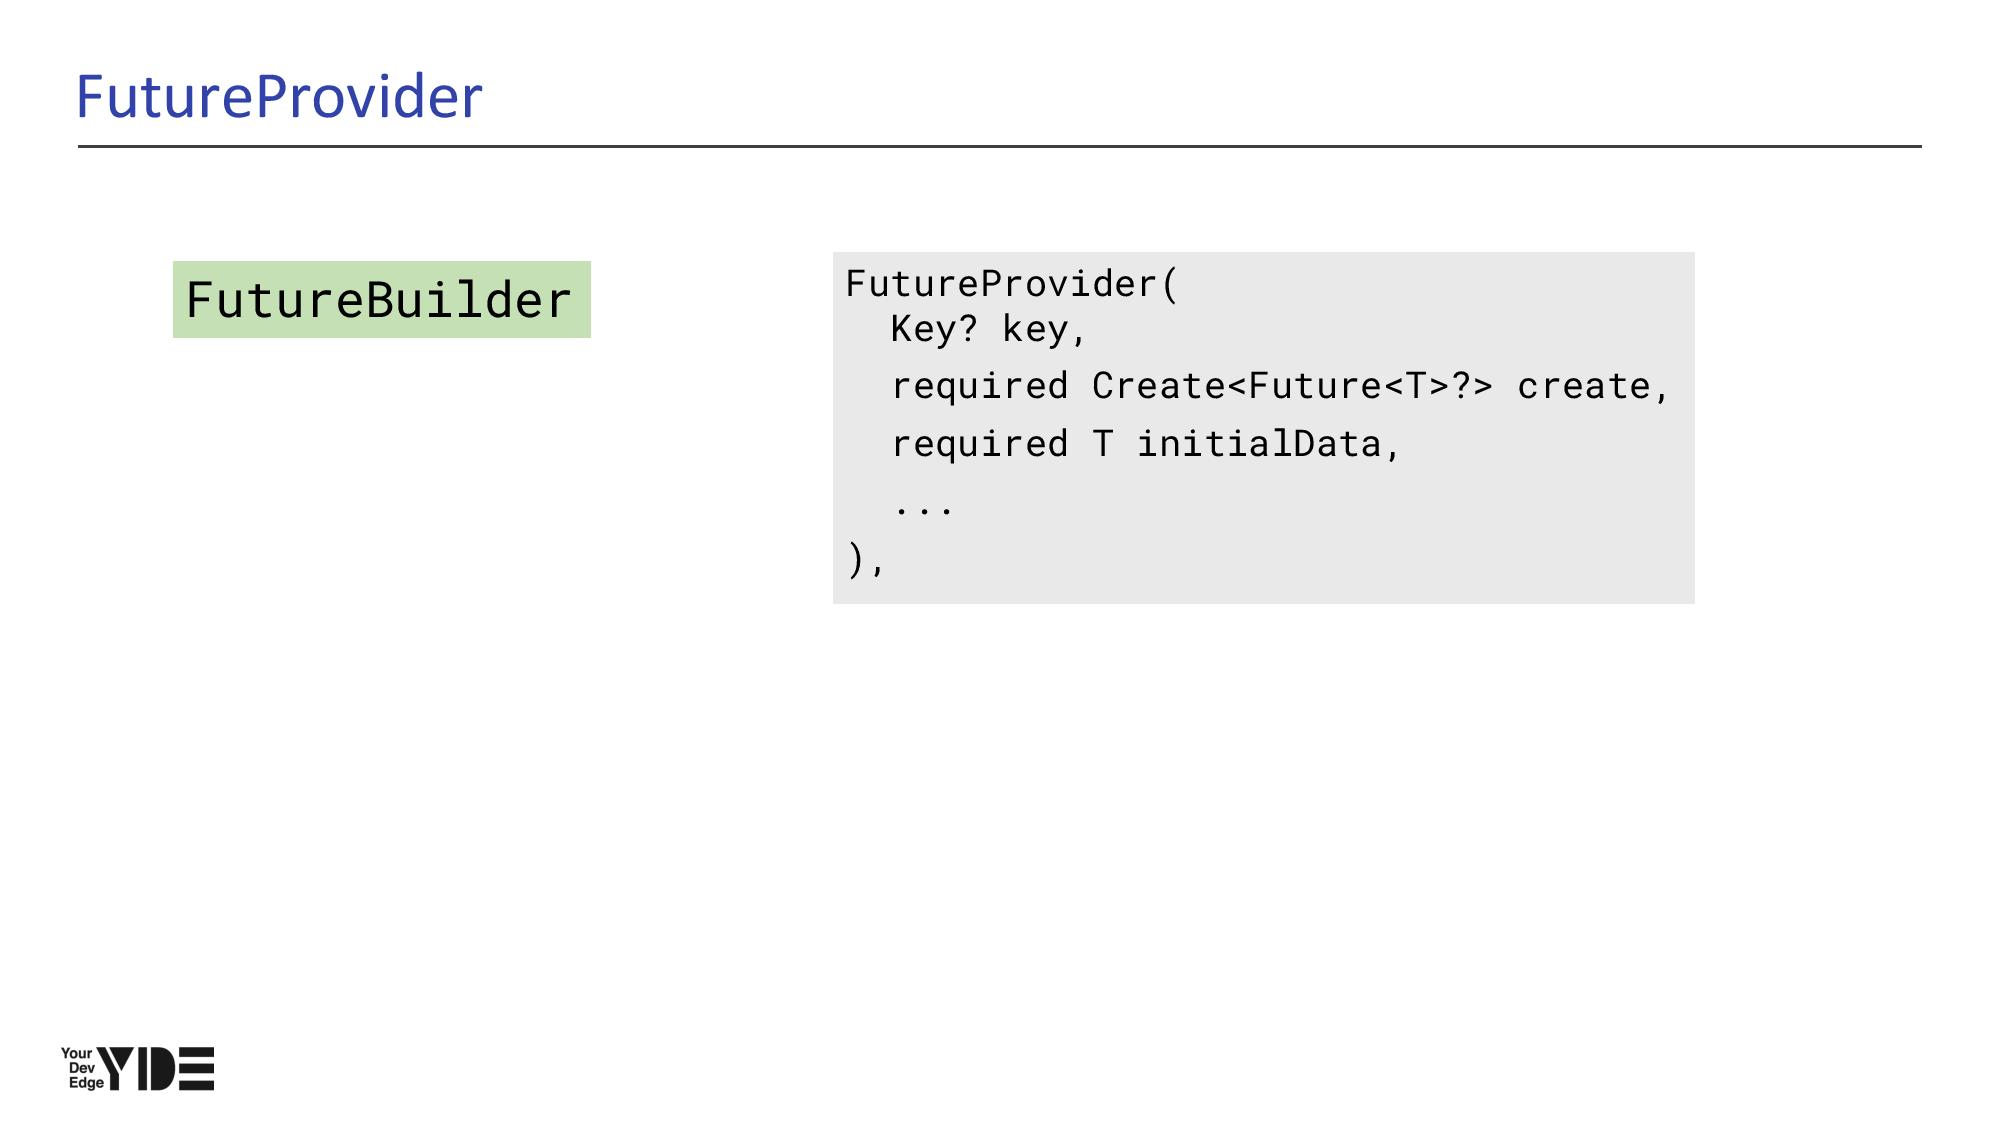 FutureProvider
FutureBuilder
FutureProvider(
  Key? key,
  required Create<Future<T>?> create,
  required T initialData,
  ...
),
Your
Dev
Edge
YDE